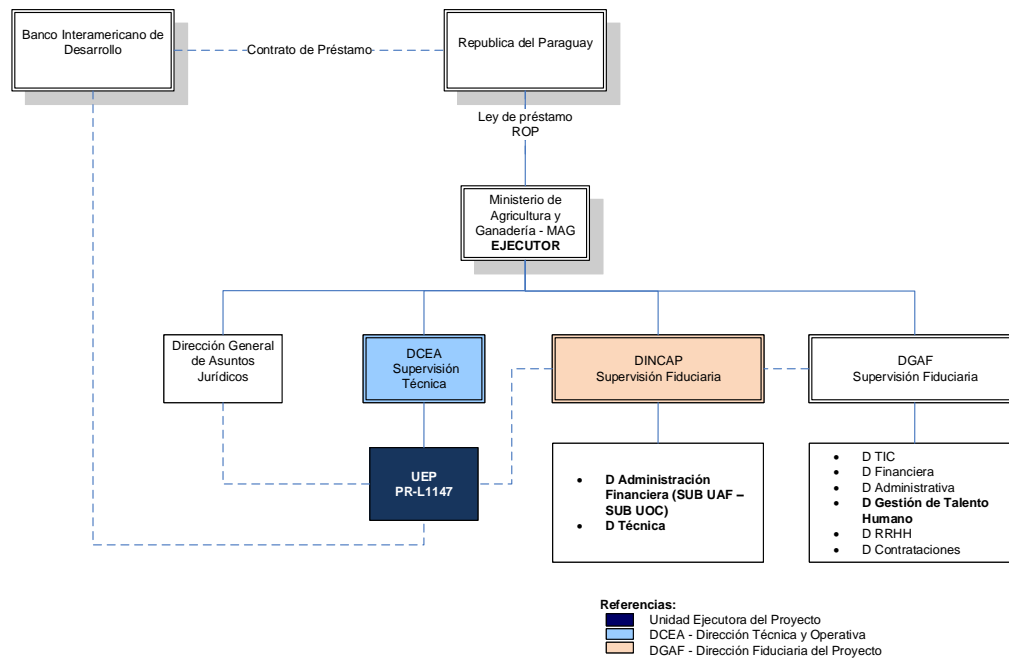 Banco Interamericano de
Desarrollo
Contrato de Préstamo
Republica del Paraguay
Ley de préstamo
ROP
Ministerio de
Agricultura y
Ganadería - MAG
EJECUTOR
Dirección General
de Asuntos
Jurídicos
DCEA
Supervisión
Técnica
DINCAP
Supervisión Fiduciaria
DGAF
Supervisión Fiduciaria
UEP
PR-L1147
• D Administración
Financiera (SUB UAF –
SUB UOC)
• D Técnica
• D TIC
• D Financiera
• D Administrativa
• D Gestión de Talento
Humano
• D RRHH
• D Contrataciones
Referencias:
Unidad Ejecutora del Proyecto
DCEA - Dirección Técnica y Operativa
DGAF - Dirección Fiduciaria del Proyecto